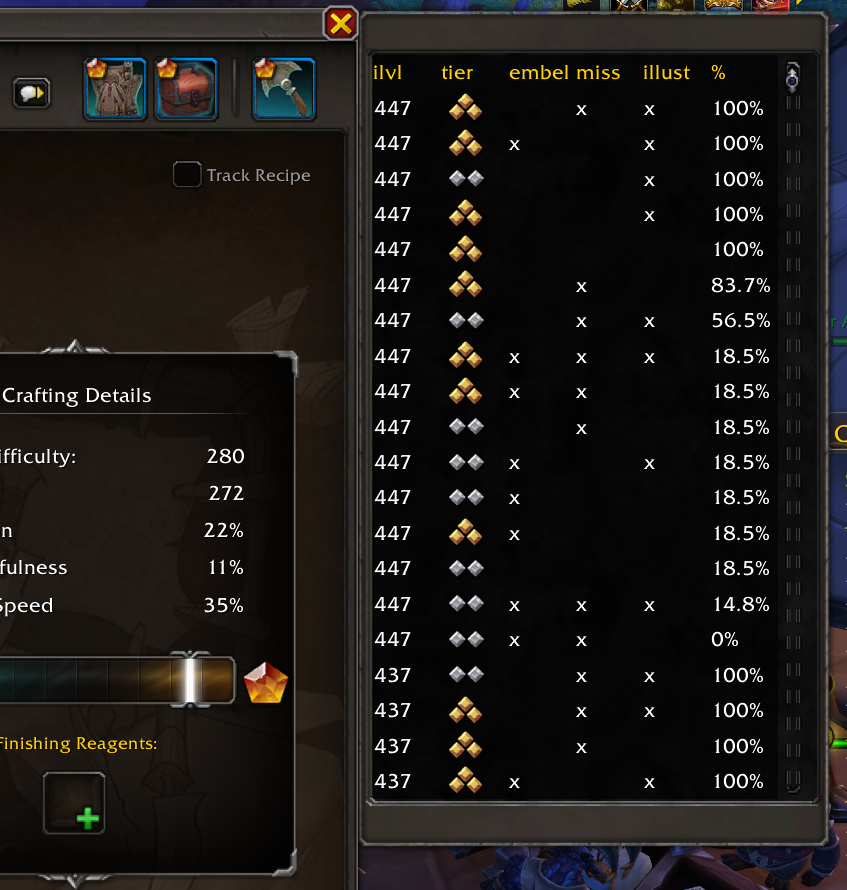 Track Recipe
Crafting Details
ifficulty: 280
272
n 22%
fulness 11%
Speed 35%
Finishing Reagents:
ilvl tier embel miss illust %
447 x x 100%
447 x x 100%
447 x 100%
447 x 100%
447 100%
447 x 83.7%
447 x x 56.5%
447 x x x 18.5%
447 x x 18.5%
447 x 18.5%
447 x x 18.5%
447 x 18.5%
447 x 18.5%
447 18.5%
447 x x x 14.8%
447 x x 0%
437 x x 100%
437 x x 100%
437 x 100%
437 x x 100%